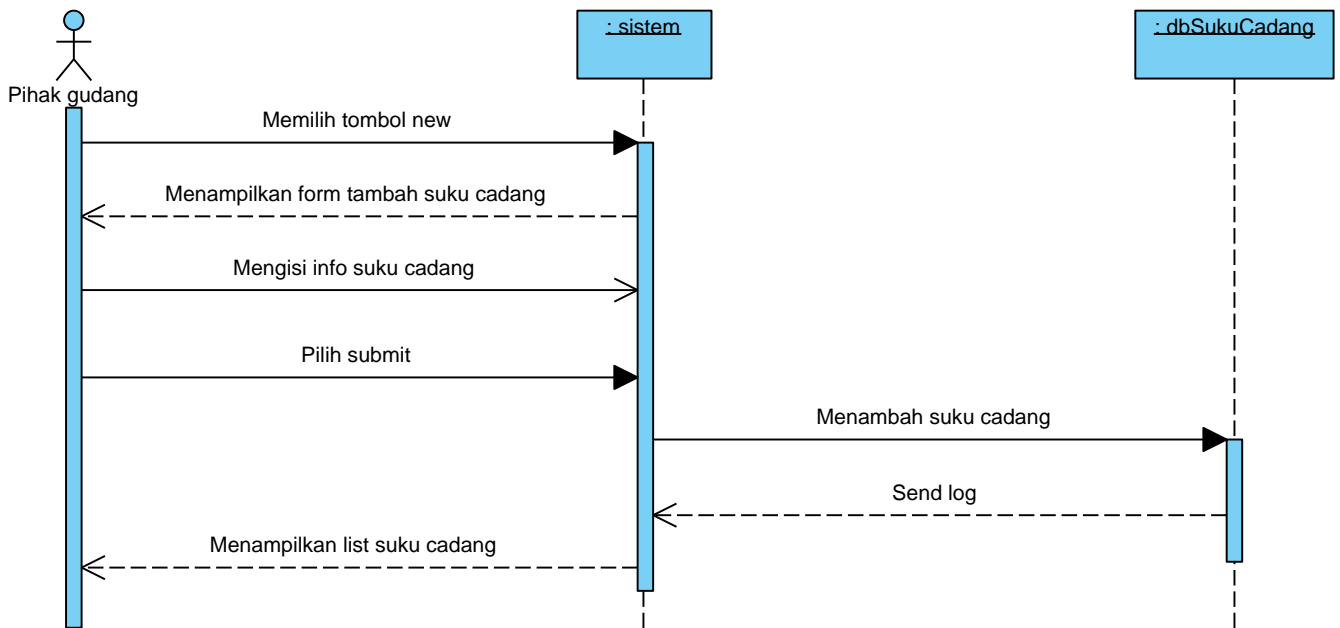 : sistem
: dbSukuCadang
Pihak gudang
Memilih tombol new
Menampilkan form tambah suku cadang
Mengisi info suku cadang
Pilih submit
Menambah suku cadang
Send log
Menampilkan list suku cadang